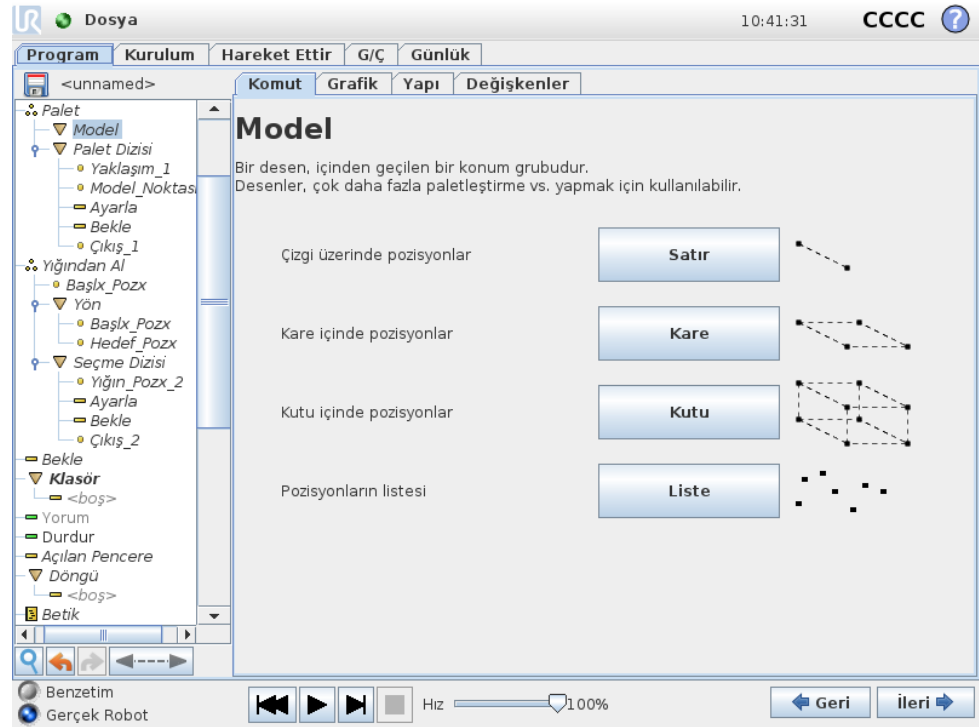 UR Dosya 10:41:31 CCCC ?
Program Kurulum Hareket Ettir G/Ç Günlük
<unnamed>
Komut Grafik Yapı Değişkenler
Palet
Model
Palet Dizisi
Yaklaşım_1
Model_Noktası
Ayarla
Bekle
Çıkış_1
Yığından Al
Başlx_Pozx
Yön
Başlx_Pozx
Hedef_Pozx
Seçme Dizisi
Yığın_Pozx_2
Ayarla
Bekle
Çıkış_2
Bekle
Klasör
<boş>
Yorum
Durdur
Açılan Pencere
Döngü
<boş>
Betik
Model
Bir desen, içinden geçilen bir konum grubudur.
Desenler, çok daha fazla paletleştirme vs. yapmak için kullanılabilir.
Çizgi üzerinde pozisyonlar Satır
Kare içinde pozisyonlar Kare
Kutu içinde pozisyonlar Kutu
Pozisyonların listesi Liste
Benzetim
Gerçek Robot
Hız 100%
Geri İleri